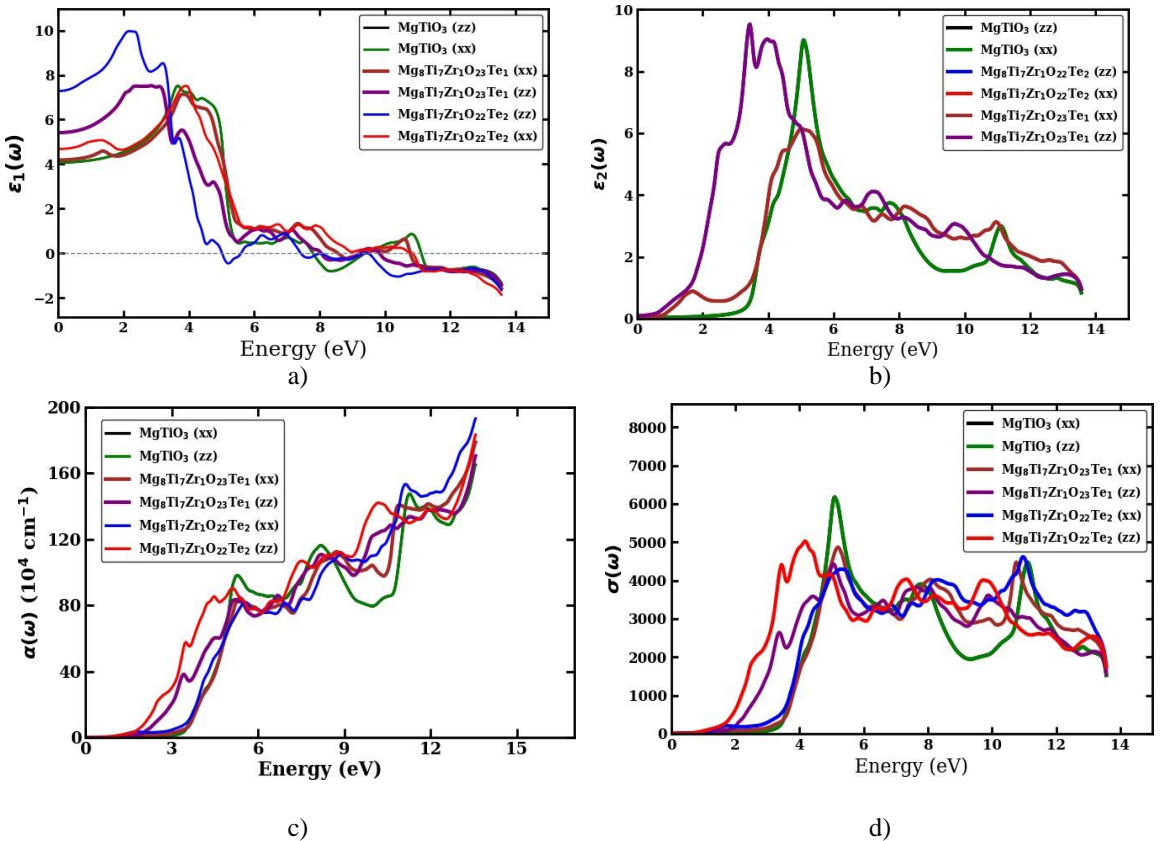 10
8
6
4
2
0
−2
ε₁(ω)
MgTiO₃ (zz)
MgTiO₃ (xx)
Mg₈Ti₇Zr₁O₂₃Te₁ (xx)
Mg₈Ti₇Zr₁O₂₃Te₁ (zz)
Mg₈Ti₇Zr₁O₂₂Te₂ (zz)
Mg₈Ti₇Zr₁O₂₂Te₂ (xx)
0 2 4 6 8 10 12 14
Energy (eV)
a)
10
8
6
4
2
0
ε₂(ω)
MgTiO₃ (zz)
MgTiO₃ (xx)
Mg₈Ti₇Zr₁O₂₂Te₂ (zz)
Mg₈Ti₇Zr₁O₂₂Te₂ (xx)
Mg₈Ti₇Zr₁O₂₃Te₁ (xx)
Mg₈Ti₇Zr₁O₂₃Te₁ (zz)
0 2 4 6 8 10 12 14
Energy (eV)
b)
200
160
120
80
40
0
α(ω) (10⁴ cm⁻¹)
MgTiO₃ (xx)
MgTiO₃ (zz)
Mg₈Ti₇Zr₁O₂₃Te₁ (xx)
Mg₈Ti₇Zr₁O₂₃Te₁ (zz)
Mg₈Ti₇Zr₁O₂₂Te₂ (xx)
Mg₈Ti₇Zr₁O₂₂Te₂ (zz)
0 3 6 9 12 15
Energy (eV)
c)
8000
7000
6000
5000
4000
3000
2000
1000
0
σ(ω)
MgTiO₃ (xx)
MgTiO₃ (zz)
Mg₈Ti₇Zr₁O₂₃Te₁ (xx)
Mg₈Ti₇Zr₁O₂₃Te₁ (zz)
Mg₈Ti₇Zr₁O₂₂Te₂ (xx)
Mg₈Ti₇Zr₁O₂₂Te₂ (zz)
0 2 4 6 8 10 12 14
Energy (eV)
d)